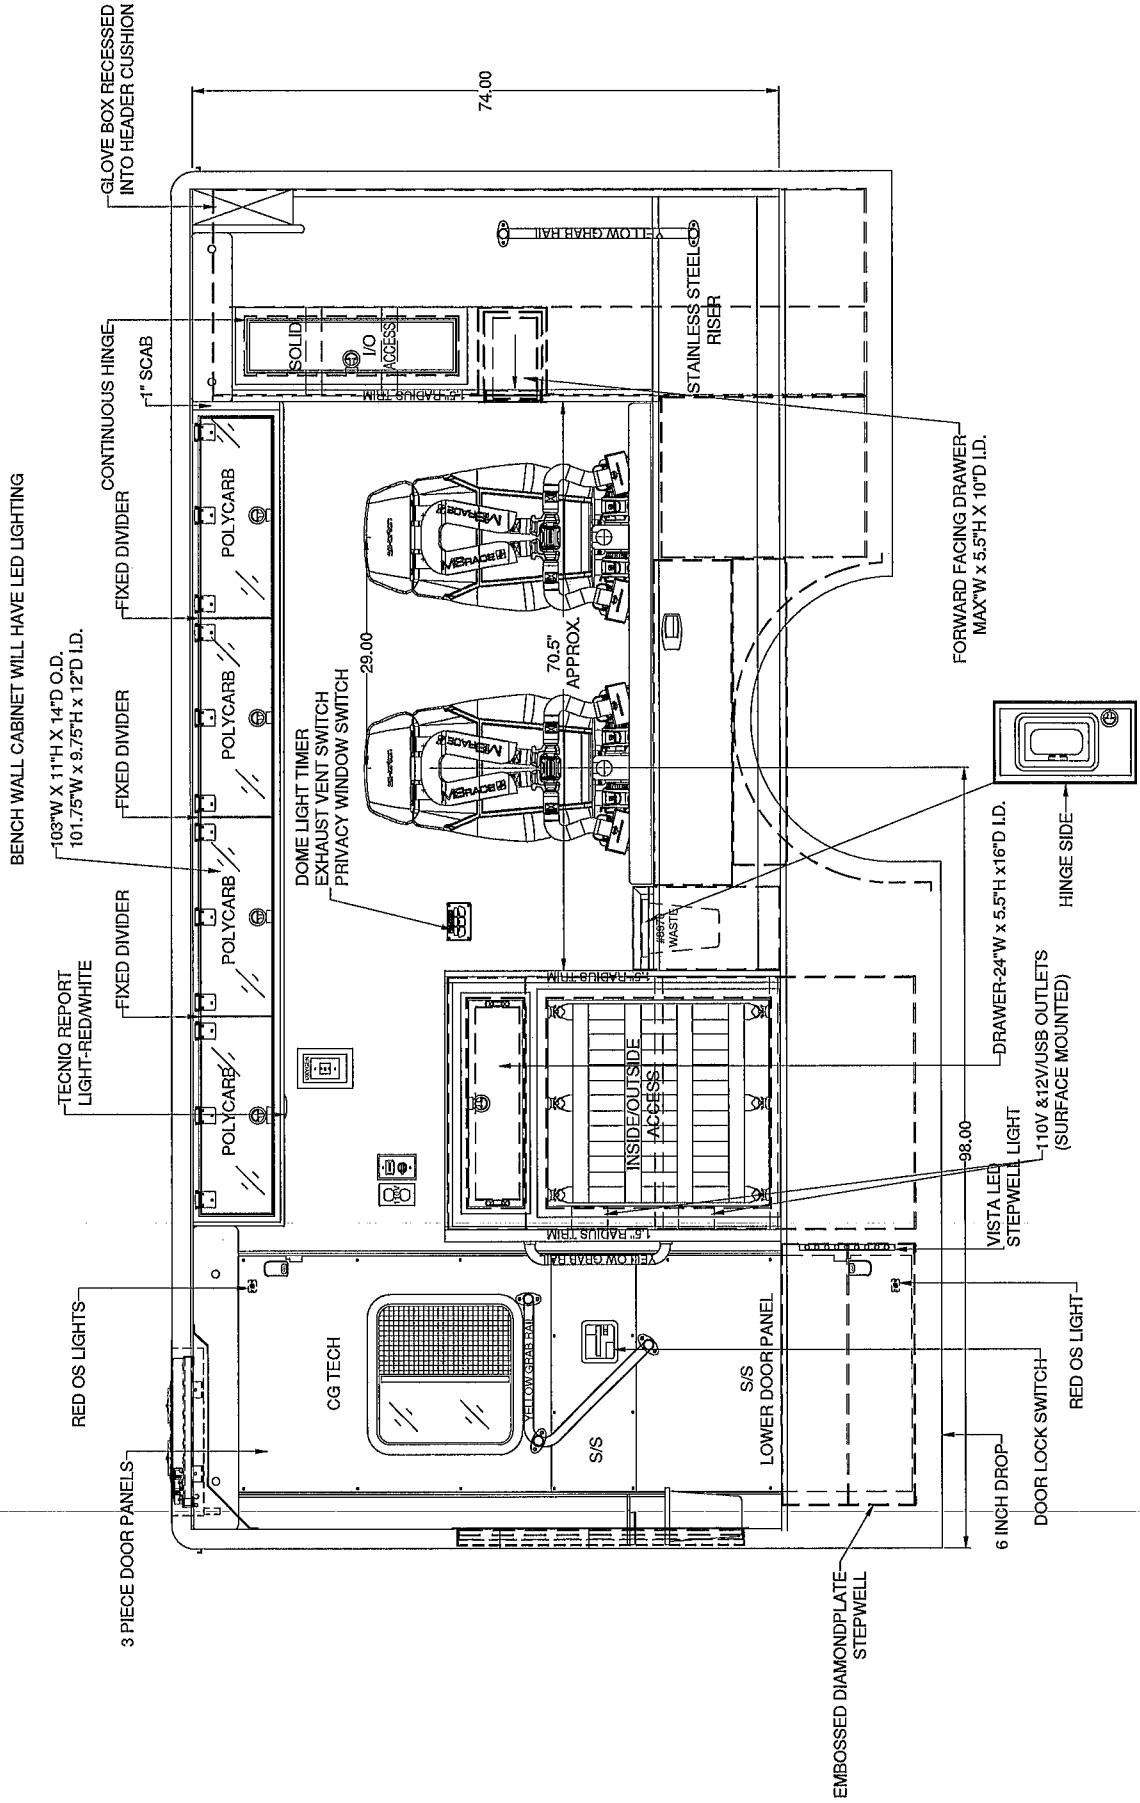 BENCH WALL CABINET WILL HAVE LED LIGHTING
103"W X 11"H X 14"D O.D.
101.75"W x 9.75"H x 12"D I.D.
GLOVE BOX RECESSED
INTO HEADER CUSHION
CONTINUOUS HINGE
1" SCAB
FIXED DIVIDER
FIXED DIVIDER
FIXED DIVIDER
TECNIQ REPORT
LIGHT-RED/WHITE
RED OS LIGHTS
3 PIECE DOOR PANELS
POLYCARB
POLYCARB
POLYCARB
POLYCARB
SOLID
I/O
ACCESS
74.00
1.5" RADIUS TRIM
YELLOW GRAB RAIL
DOME LIGHT TIMER
EXHAUST VENT SWITCH
PRIVACY WINDOW SWITCH
29.00
70.5"
APPROX.
CG TECH
110V
1.5" RADIUS TRIM
1.5" RADIUS TRIM
YELLOW GRAB RAIL
YELLOW GRAB RAIL
INSIDE/OUTSIDE
ACCESS
WASTE
STAINLESS STEEL
RISER
S/S
S/S
LOWER DOOR PANEL
FORWARD FACING DRAWER
MAX"W x 5.5"H X 10"D I.D.
HINGE SIDE
DRAWER-24"W x 5.5"H x16"D I.D.
110V &12V/USB OUTLETS
(SURFACE MOUNTED)
98.00
VISTA LED
STEPWELL LIGHT
RED OS LIGHT
DOOR LOCK SWITCH
6 INCH DROP
EMBOSSED DIAMONDPLATE
STEPWELL